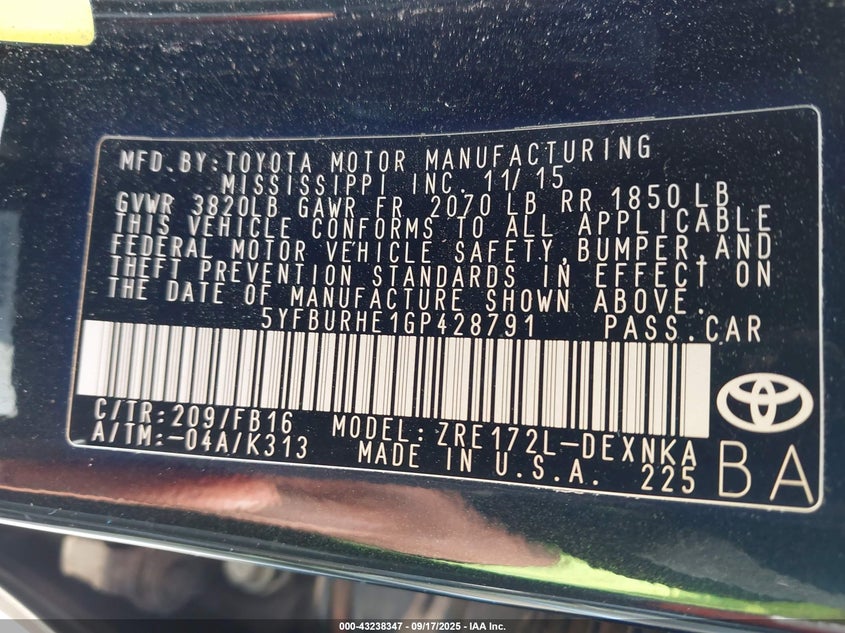 MFD.BY:TOYOTA MOTOR MANUFACTURING
MISSISSIPPI INC. 11/15
GVWR 3820LB GAWR FR 2070 LB RR 1850LB
THIS VEHICLE CONFORMS TO ALL APPLICABLE
FEDERAL MOTOR VEHICLE SAFETY,BUMPER,AND
THEFT PREVENTION STANDARDS IN EFFECT ON
THE DATE OF MANUFACTURE SHOWN ABOVE.
5YFBURHE1GP428791 PASS.CAR
C/TR:209/FB16 MODEL:ZRE172L-DEXNKA
A/TM:-04A/K313 MADE IN U.S.A. 225
BA
000-43238347 - 09/17/2025 - IAA Inc.